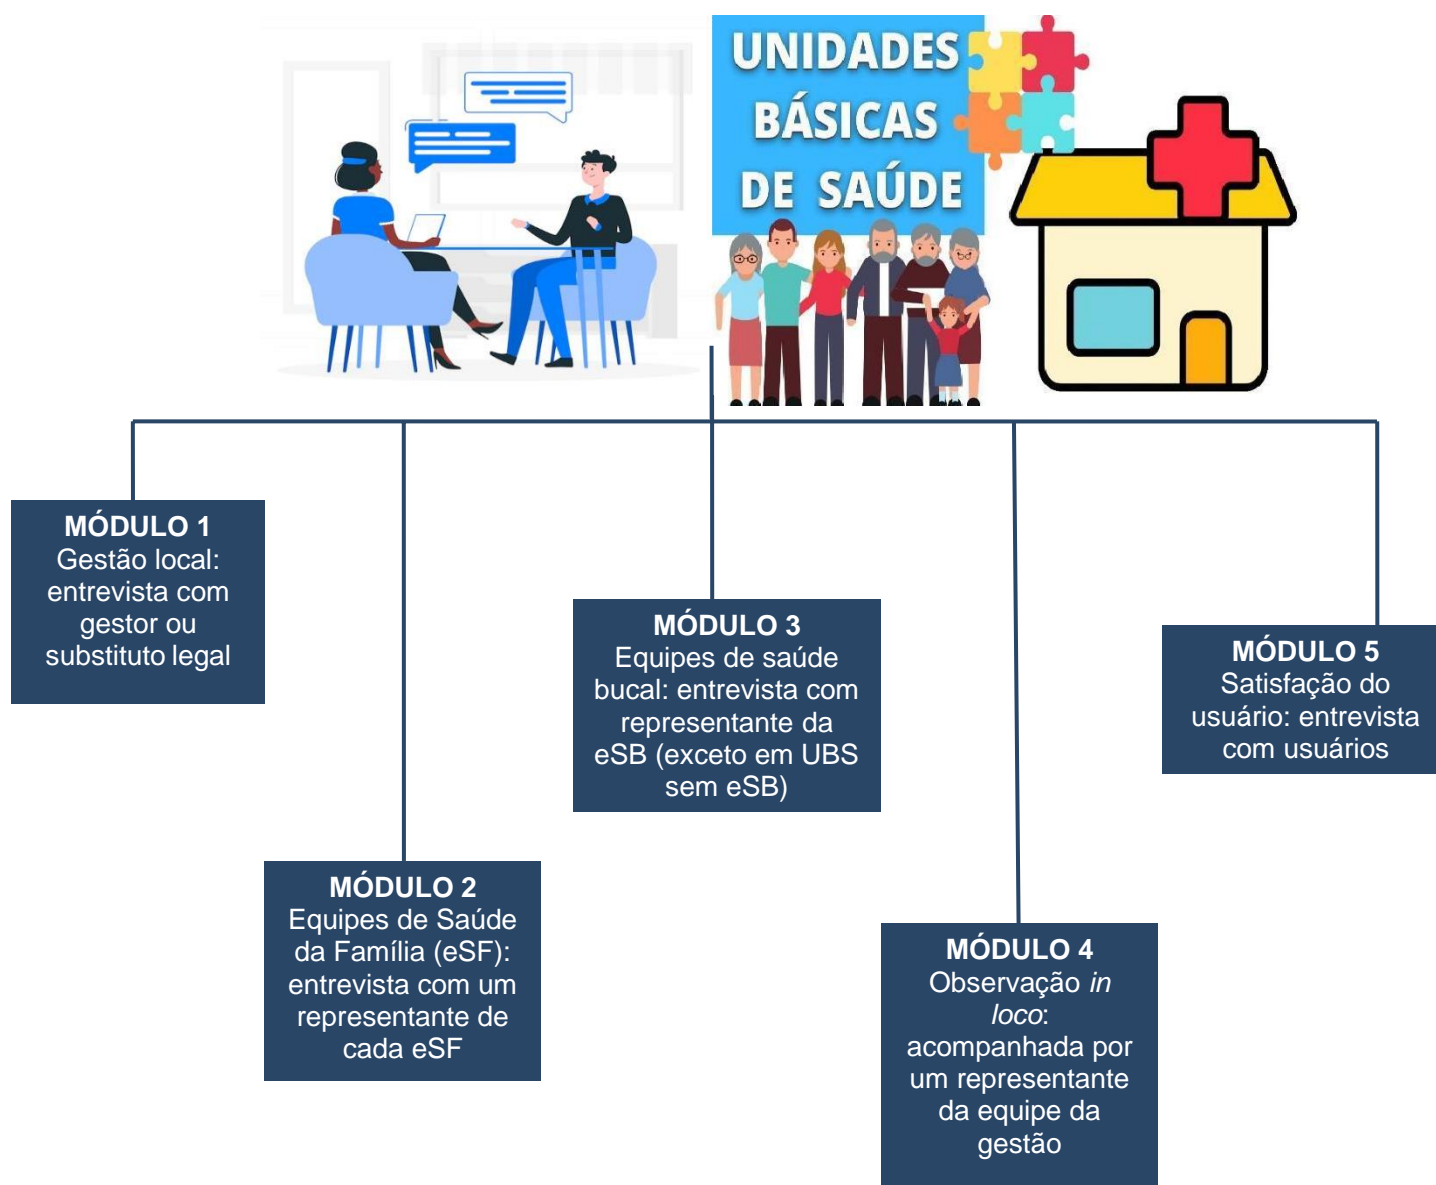 UNIDADES
BÁSICAS
DE SAÚDE
MÓDULO 1
Gestão local:
entrevista com
gestor ou
substituto legal
MÓDULO 2
Equipes de Saúde
da Família (eSF):
entrevista com um
representante de
cada eSF
MÓDULO 3
Equipes de saúde
bucal: entrevista com
representante da
eSB (exceto em UBS
sem eSB)
MÓDULO 4
Observação in
loco:
acompanhada por
um representante
da equipe da
gestão
MÓDULO 5
Satisfação do
usuário: entrevista
com usuários